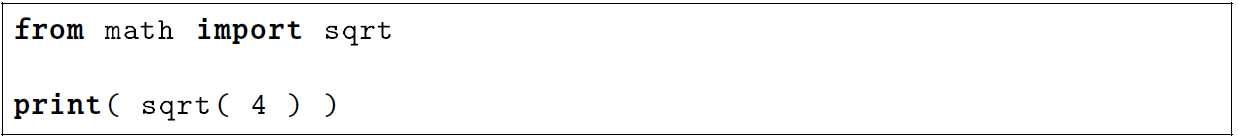 from math import sqrt
print( sqrt( 4 ) )